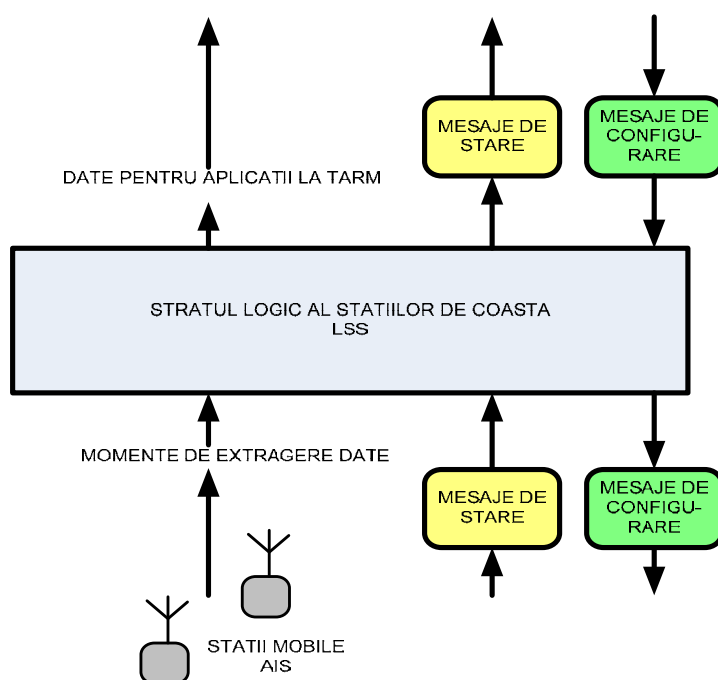 MESAJE DE
STARE
MESAJE DE
CONFIGU-
RARE
DATE PENTRU APLICATII LA TARM
STRATUL LOGIC AL STATIILOR DE COASTA
LSS
MOMENTE DE EXTRAGERE DATE
MESAJE DE
STARE
MESAJE DE
CONFIGU-
RARE
STATII MOBILE
AIS